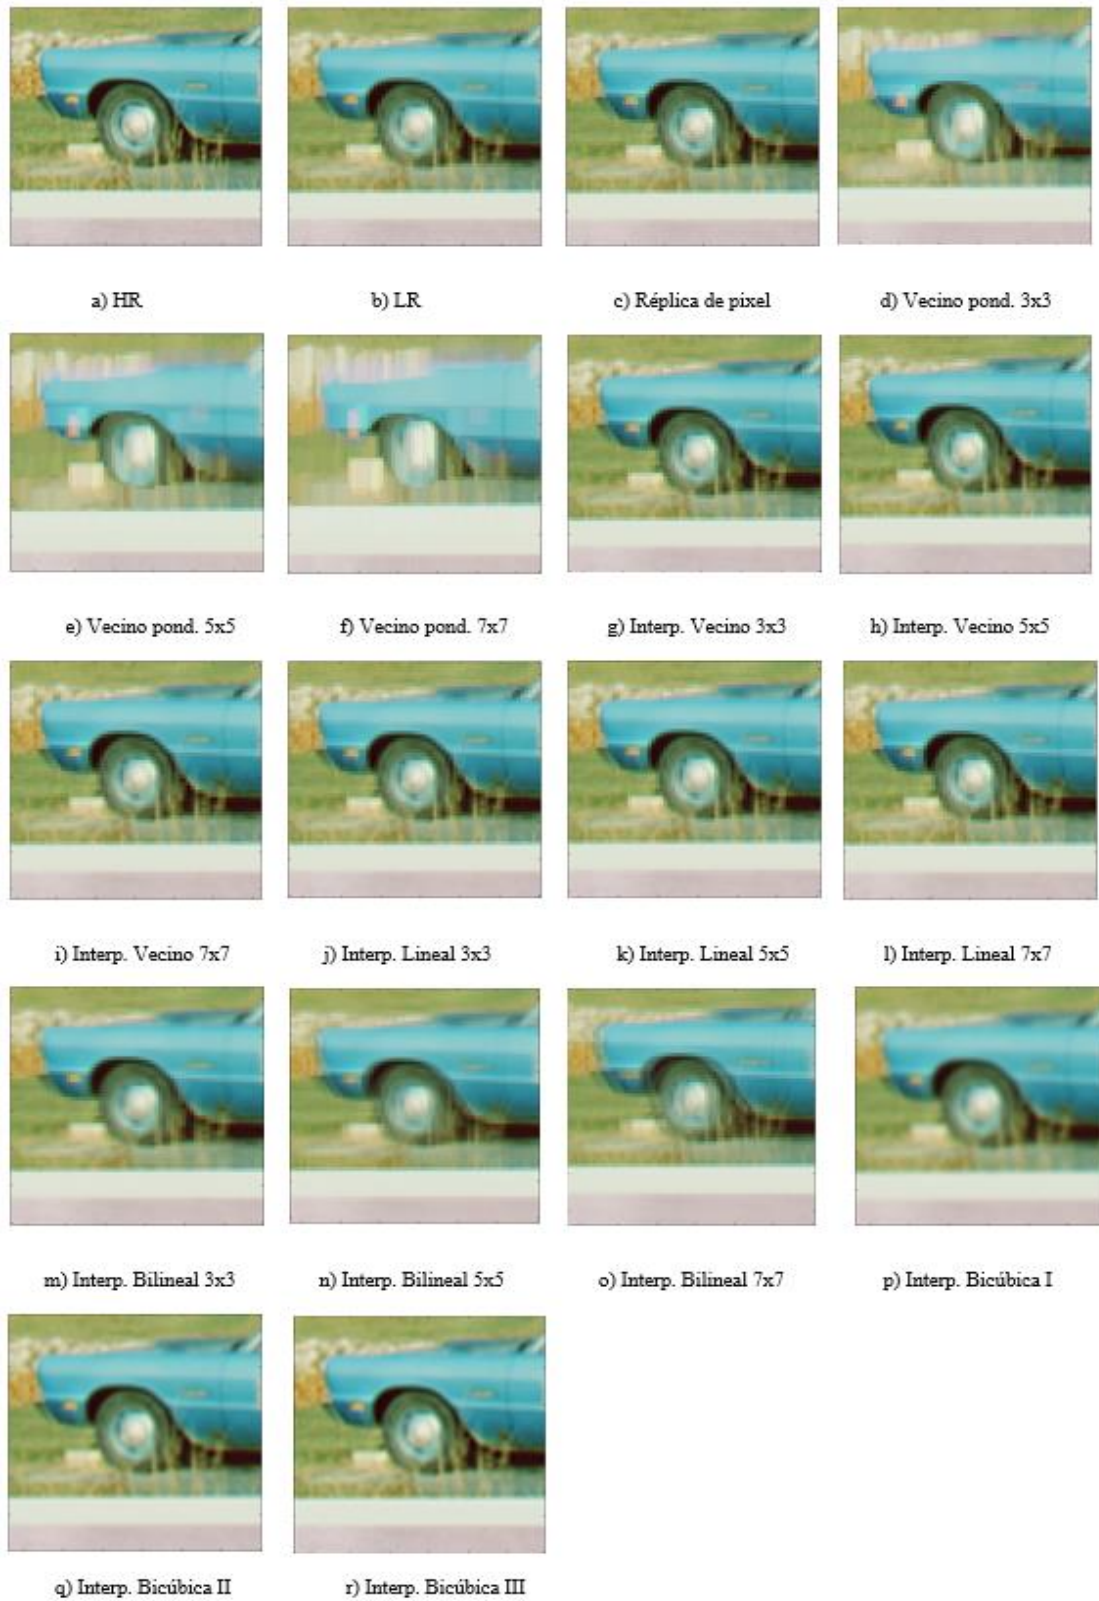 a) HR
b) LR
c) Réplica de pixel
d) Vecino pond. 3x3
e) Vecino pond. 5x5
f) Vecino pond. 7x7
g) Interp. Vecino 3x3
h) Interp. Vecino 5x5
i) Interp. Vecino 7x7
j) Interp. Lineal 3x3
k) Interp. Lineal 5x5
l) Interp. Lineal 7x7
m) Interp. Bilineal 3x3
n) Interp. Bilineal 5x5
o) Interp. Bilineal 7x7
p) Interp. Bicúbica I
q) Interp. Bicúbica II
r) Interp. Bicúbica III